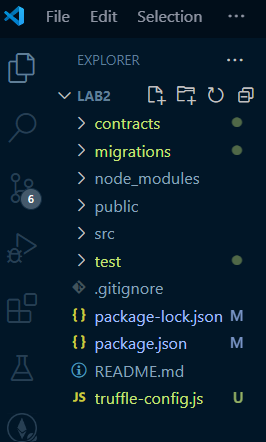 File Edit Selection ...
EXPLORER ...
LAB2
contracts
migrations
node_modules
public
src
test
.gitignore
package-lock.json M
package.json M
README.md
JS truffle-config.js U
6